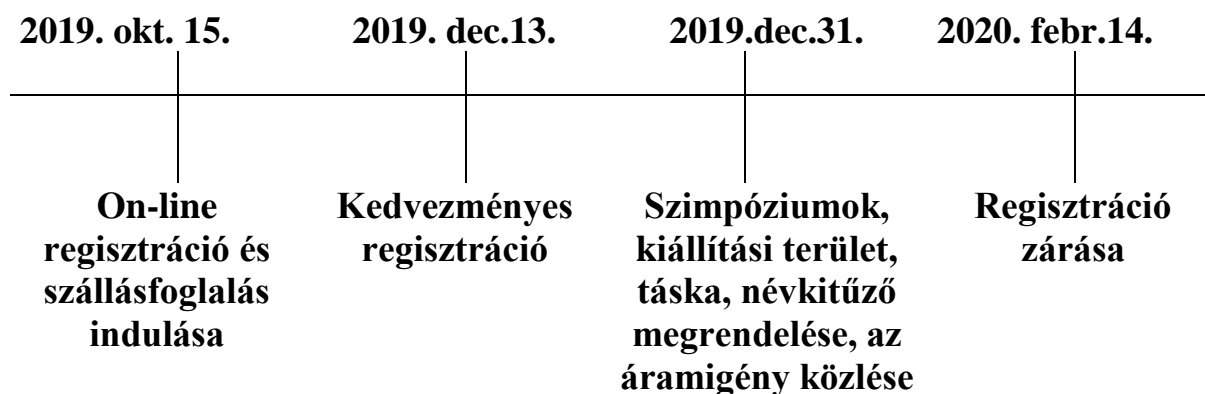 2019. okt. 15.
2019. dec.13.
2019.dec.31.
2020. febr.14.
On-line
regisztráció és
szállásfoglalás
indulása
Kedvezményes
regisztráció
Szimpóziumok,
kiállítási terület,
táska, névkitűző
megrendelése, az
áramigény közlése
Regisztráció
zárása